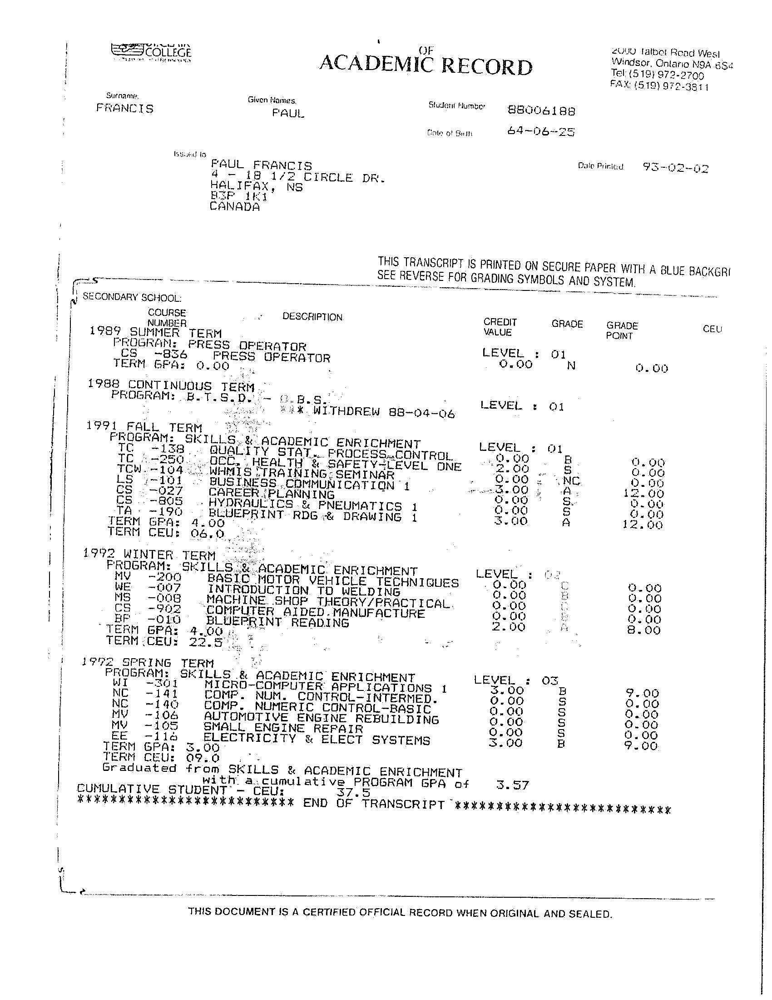 COLLEGE
OF
ACADEMIC RECORD
2000 Talbot Road West
Windsor, Ontario N9A 6S4
Tel: (519) 972-2700
FAX: (519) 972-3811
Surname:
FRANCIS
Given Names.
PAUL
Student Number 88006188
Date of Birth 64-06-25
Issued to
PAUL FRANCIS
4 - 18 1/2 CIRCLE DR.
HALIFAX, NS
B3P 1K1
CANADA
Date Printed 93-02-02
THIS TRANSCRIPT IS PRINTED ON SECURE PAPER WITH A BLUE BACKGR
SEE REVERSE FOR GRADING SYMBOLS AND SYSTEM.
SECONDARY SCHOOL:
COURSE NUMBER DESCRIPTION CREDIT VALUE GRADE GRADE POINT CEU
1989 SUMMER TERM
PROGRAM: PRESS OPERATOR LEVEL : 01
CS -836 PRESS OPERATOR 0.00 N 0.00
TERM GPA: 0.00
1988 CONTINUOUS TERM
PROGRAM: B.T.S.D. - O.B.S. LEVEL : 01
*** WITHDREW 88-04-06
1991 FALL TERM
PROGRAM: SKILLS & ACADEMIC ENRICHMENT LEVEL : 01
TC -138 QUALITY STAT. PROCESS CONTROL 0.00 B 0.00
TC -250 OCC. HEALTH & SAFETY-LEVEL ONE 2.00 S 0.00
TCW -104 WHMIS TRAINING SEMINAR 0.00 NC 0.00
LS -101 BUSINESS COMMUNICATION 1 3.00 A 12.00
CS -027 CAREER PLANNING 0.00 S 0.00
CS -805 HYDRAULICS & PNEUMATICS 1 0.00 S 0.00
TA -190 BLUEPRINT RDG & DRAWING 1 3.00 A 12.00
TERM GPA: 4.00
TERM CEU: 06.0
1992 WINTER TERM
PROGRAM: SKILLS & ACADEMIC ENRICHMENT LEVEL : 02
MV -200 BASIC MOTOR VEHICLE TECHNIQUES 0.00 C 0.00
WE -007 INTRODUCTION TO WELDING 0.00 B 0.00
MS -008 MACHINE SHOP THEORY/PRACTICAL 0.00 0.00
CS -902 COMPUTER AIDED MANUFACTURE 0.00 0.00
BP -010 BLUEPRINT READING 2.00 A 8.00
TERM GPA: 4.00
TERM CEU: 22.5
1992 SPRING TERM
PROGRAM: SKILLS & ACADEMIC ENRICHMENT LEVEL : 03
WI -301 MICRO-COMPUTER APPLICATIONS 1 3.00 B 9.00
NC -141 COMP. NUM. CONTROL-INTERMED. 0.00 S 0.00
NC -140 COMP. NUMERIC CONTROL-BASIC 0.00 S 0.00
MV -106 AUTOMOTIVE ENGINE REBUILDING 0.00 S 0.00
MV -105 SMALL ENGINE REPAIR 0.00 S 0.00
EE -116 ELECTRICITY & ELECT SYSTEMS 3.00 B 9.00
TERM GPA: 3.00
TERM CEU: 09.0
Graduated from SKILLS & ACADEMIC ENRICHMENT
with a cumulative PROGRAM GPA of 3.57
CUMULATIVE STUDENT - CEU: 37.5
************************** END OF TRANSCRIPT **************************
THIS DOCUMENT IS A CERTIFIED OFFICIAL RECORD WHEN ORIGINAL AND SEALED.